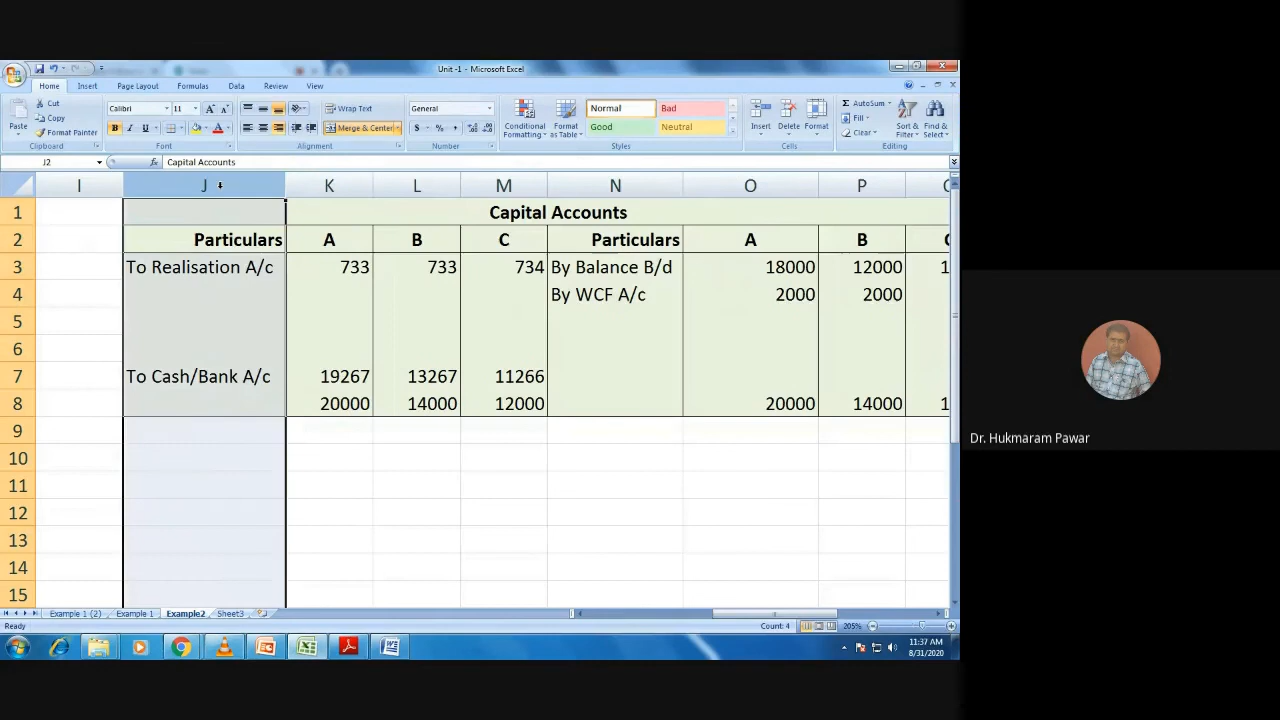 Unit -1 - Microsoft Excel
Home Insert Page Layout Formulas Data Review View
Cut
Copy
Format Painter
Paste
Clipboard
Calibri 11
B I U
Font
Wrap Text
Merge & Center
Alignment
General
$ % ,
Number
Conditional Formatting
Format as Table
Normal Bad
Good Neutral
Styles
Insert Delete Format
Cells
AutoSum
Fill
Clear
Sort & Filter
Find & Select
Editing
J2 fx Capital Accounts
I J K L M N O P
1 Capital Accounts
2 Particulars A B C Particulars A B
3 To Realisation A/c 733 733 734 By Balance B/d 18000 12000
4 By WCF A/c 2000 2000
5
6
7 To Cash/Bank A/c 19267 13267 11266
8 20000 14000 12000 20000 14000
9
10
11
12
13
14
15
Example 1 (2) Example 1 Example2 Sheet3
Ready Count: 4 205%
11:37 AM
8/31/2020
Dr. Hukmaram Pawar